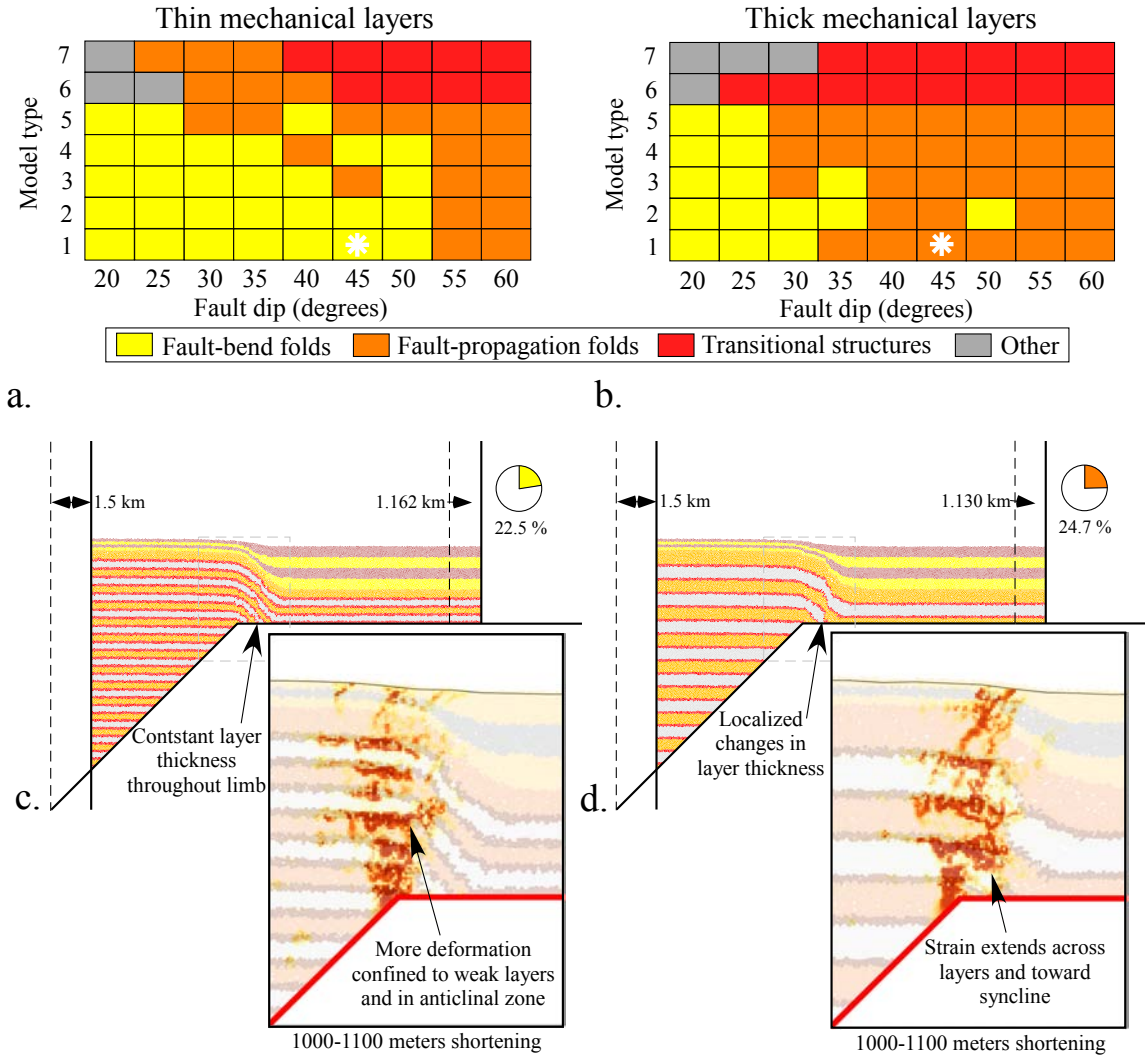 Thin mechanical layers
Thick mechanical layers
Model type
7
6
5
4
3
2
1
20 25 30 35 40 45 50 55 60
Fault dip (degrees)
Model type
7
6
5
4
3
2
1
20 25 30 35 40 45 50 55 60
Fault dip (degrees)
Fault-bend folds Fault-propagation folds Transitional structures Other
a.
b.
1.5 km
1.162 km
22.5 %
1.5 km
1.130 km
24.7 %
Contstant layer
thickness
throughout limb
Localized
changes in
layer thickness
c.
d.
More deformation
confined to weak layers
and in anticlinal zone
Strain extends across
layers and toward
syncline
1000-1100 meters shortening
1000-1100 meters shortening